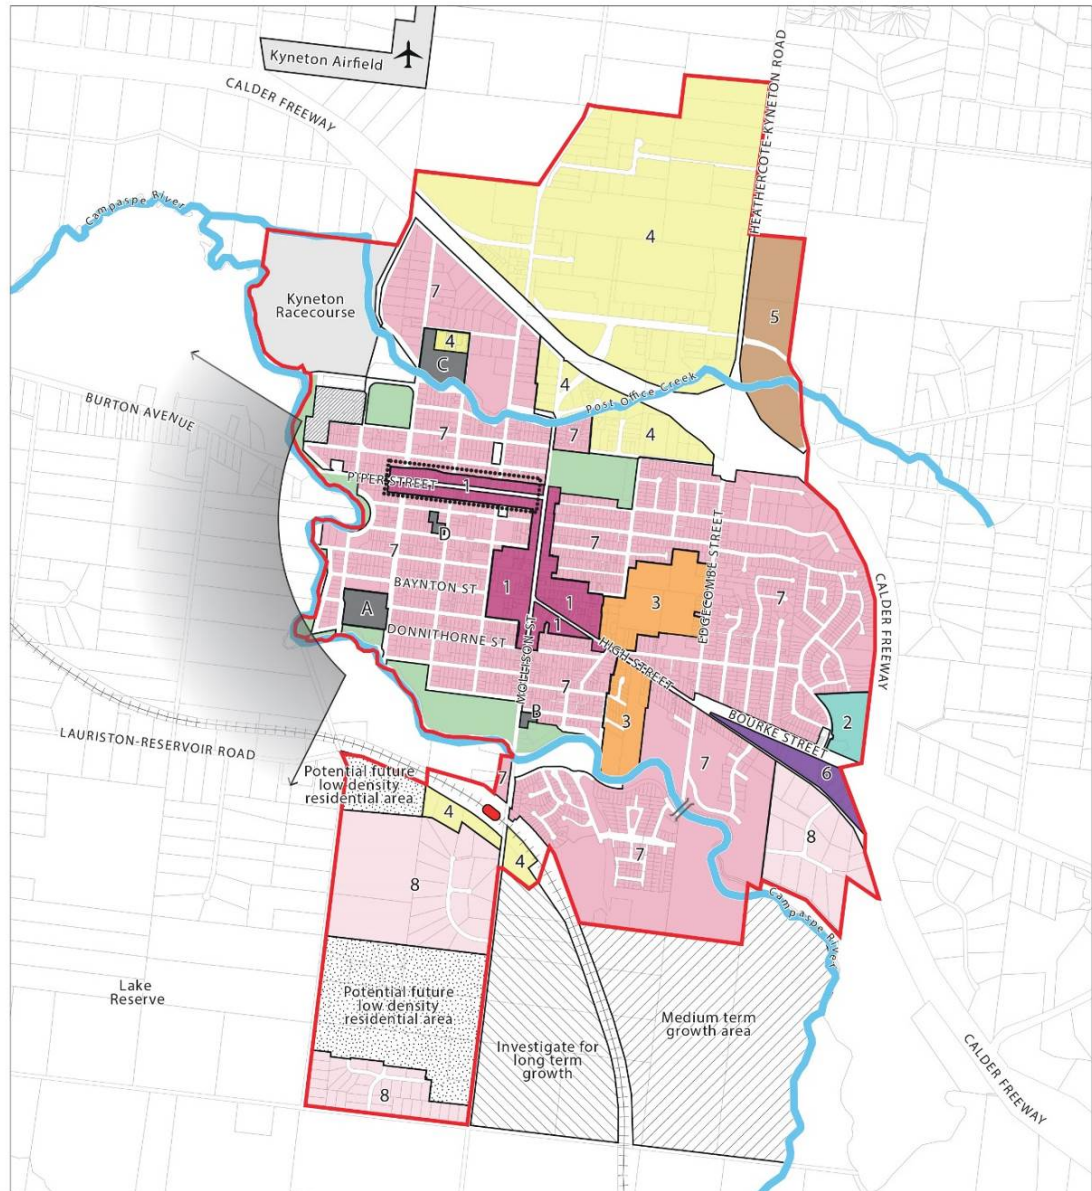 Kyneton Airfield
CALDER FREEWAY
HEATHERCOTE-KYNETON ROAD
Campaspe River
4
Kyneton
Racecourse
7
5
4
C
4
Post Office Creek
BURTON AVENUE
7
7
4
PIPER STREET
1
D
7
7
EDGECOMBE STREET
BAYNTON ST
1
1
3
7
CALDER FREEWAY
A
1
DONNITHORNE ST
MOLLISON ST
HIGH STREET
7
B
3
BOURKE STREET
2
LAURISTON-RESERVOIR ROAD
7
7
6
Potential future
low density
residential area
4
8
7
4
8
Campaspe River
Lake
Reserve
Potential future
low density
residential area
Medium term
growth area
Investigate for
long term
growth
CALDER FREEWAY
8